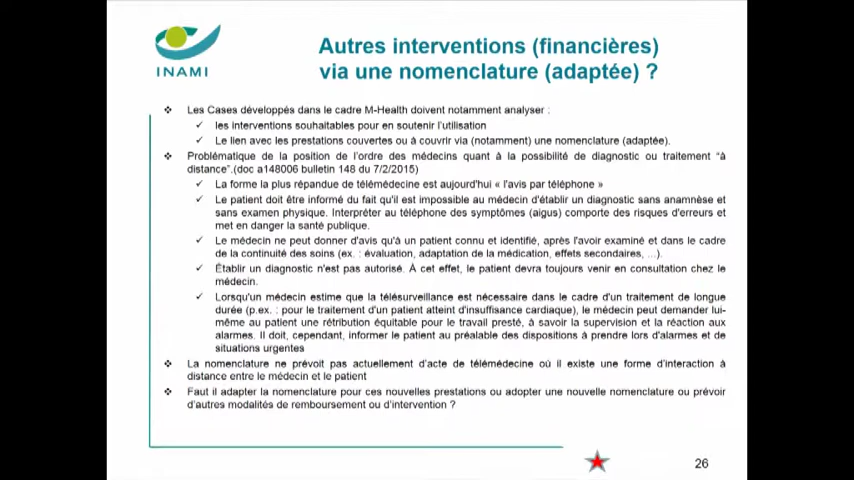 INAMI
Autres interventions (financières)
via une nomenclature (adaptée) ?
Les Cases développés dans le cadre M-Health doivent notamment analyser :
les interventions souhaitables pour en soutenir l'utilisation
Le lien avec les prestations couvertes ou à couvrir via (notamment) une nomenclature (adaptée).
Problématique de la position de l'ordre des médecins quant à la possibilité de diagnostic ou traitement "à
distance".(doc a148006 bulletin 148 du 7/2/2015)
La forme la plus répandue de télémédecine est aujourd'hui « l'avis par téléphone »
Le patient doit être informé du fait qu'il est impossible au médecin d'établir un diagnostic sans anamnèse et
sans examen physique. Interpréter au téléphone des symptômes (aigus) comporte des risques d'erreurs et
met en danger la santé publique.
Le médecin ne peut donner d'avis qu'à un patient connu et identifié, après l'avoir examiné et dans le cadre
de la continuité des soins (ex. : évaluation, adaptation de la médication, effets secondaires, ...).
Établir un diagnostic n'est pas autorisé. À cet effet, le patient devra toujours venir en consultation chez le
médecin.
Lorsqu'un médecin estime que la télésurveillance est nécessaire dans le cadre d'un traitement de longue
durée (p.ex. : pour le traitement d'un patient atteint d'insuffisance cardiaque), le médecin peut demander lui-
même au patient une rétribution équitable pour le travail presté, à savoir la supervision et la réaction aux
alarmes. Il doit, cependant, informer le patient au préalable des dispositions à prendre lors d'alarmes et de
situations urgentes
La nomenclature ne prévoit pas actuellement d'acte de télémédecine où il existe une forme d'interaction à
distance entre le médecin et le patient
Faut il adapter la nomenclature pour ces nouvelles prestations ou adopter une nouvelle nomenclature ou prévoir
d'autres modalités de remboursement ou d'intervention ?
26